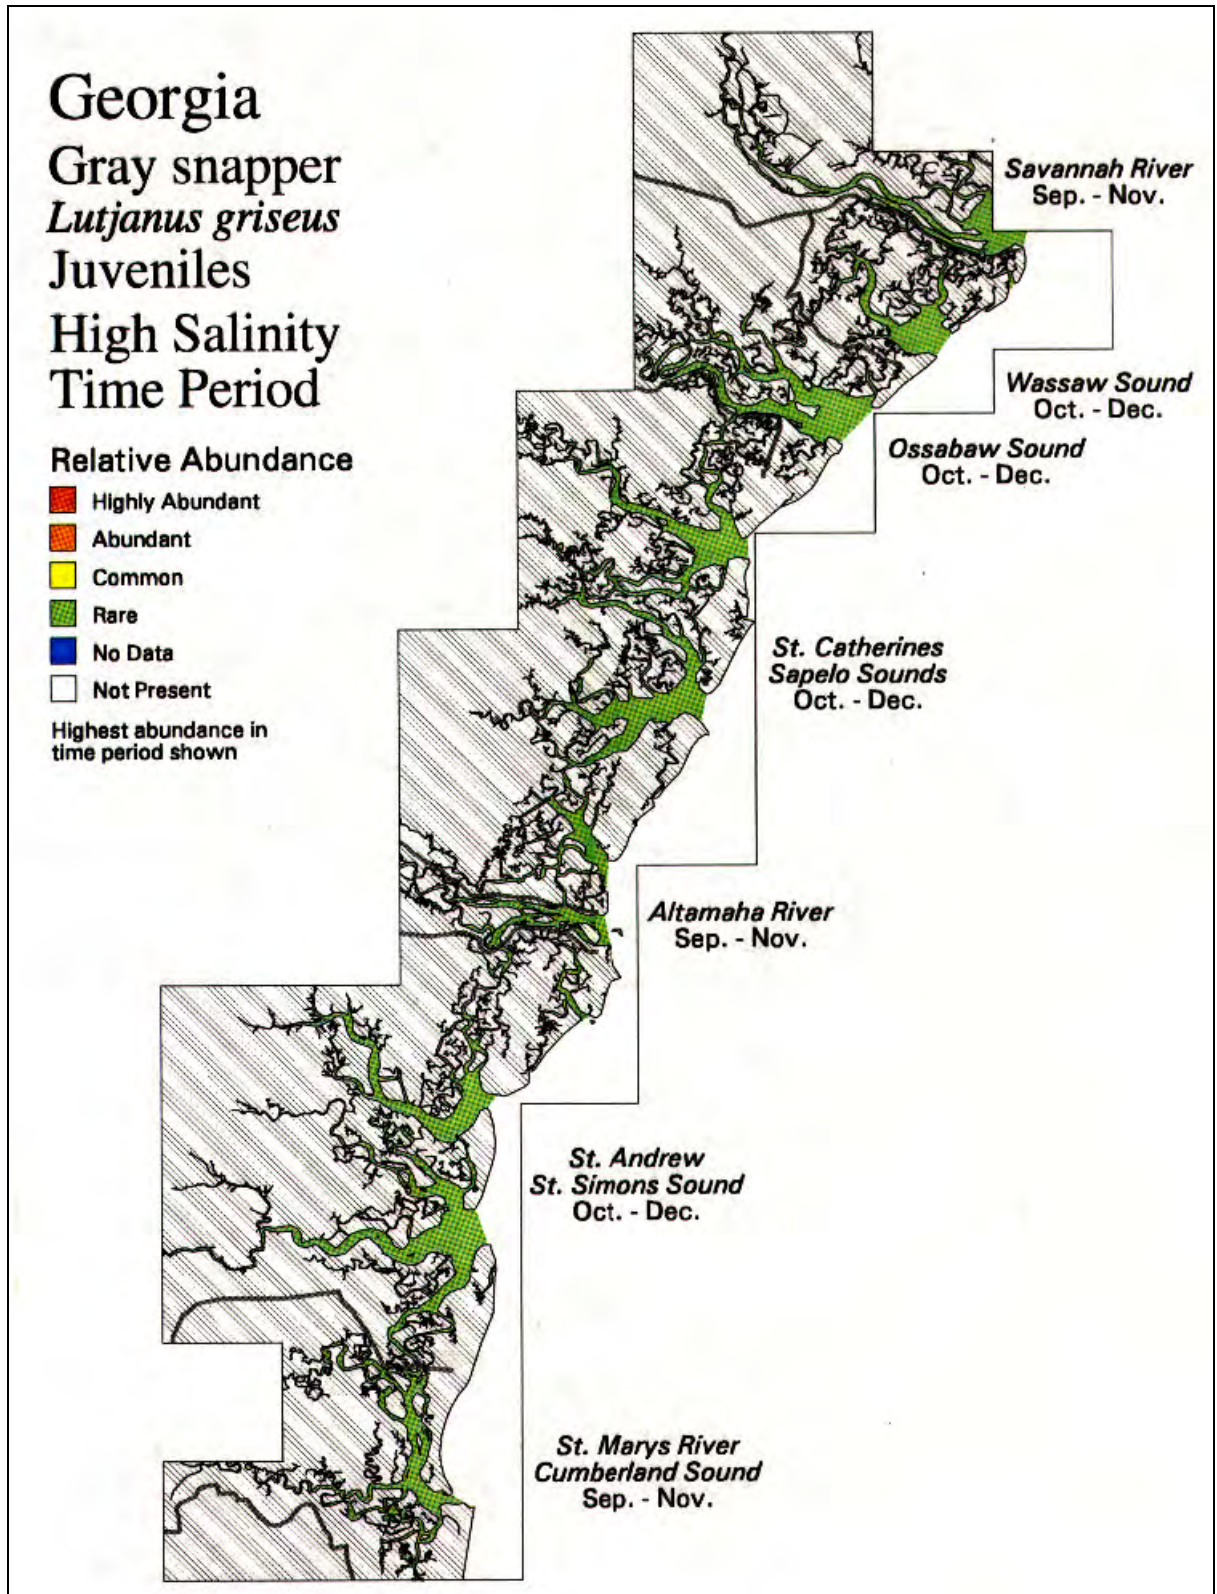 Georgia
Gray snapper
Lutjanus griseus
Juveniles
High Salinity
Time Period
Relative Abundance
Highly Abundant
Abundant
Common
Rare
No Data
Not Present
Highest abundance in
time period shown
Savannah River
Sep. - Nov.
Wassaw Sound
Oct. - Dec.
Ossabaw Sound
Oct. - Dec.
St. Catherines
Sapelo Sounds
Oct. - Dec.
Altamaha River
Sep. - Nov.
St. Andrew
St. Simons Sound
Oct. - Dec.
St. Marys River
Cumberland Sound
Sep. - Nov.